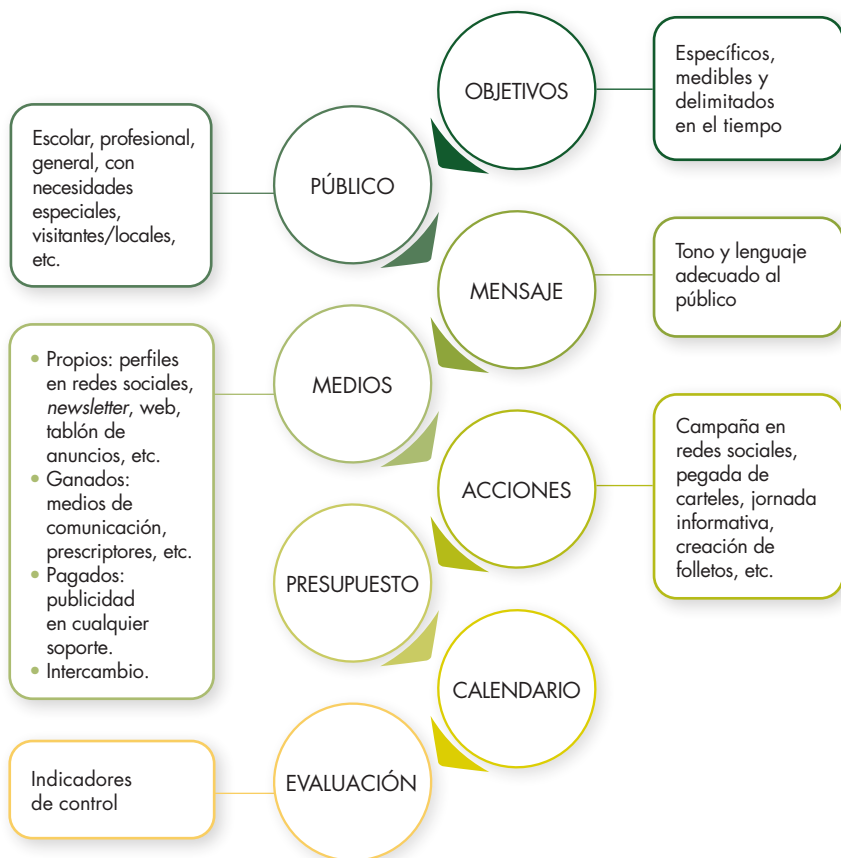 OBJETIVOS
Específicos,
medibles y
delimitados
en el tiempo
PÚBLICO
Escolar, profesional,
general, con
necesidades
especiales,
visitantes/locales,
etc.
MENSAJE
Tono y lenguaje
adecuado al
público
MEDIOS
• Propios: perfiles
en redes sociales,
newsletter, web,
tablón de
anuncios, etc.
• Ganados:
medios de
comunicación,
prescriptores, etc.
• Pagados:
publicidad
en cualquier
soporte.
• Intercambio.
ACCIONES
Campaña en
redes sociales,
pegada de
carteles, jornada
informativa,
creación de
folletos, etc.
PRESUPUESTO
CALENDARIO
EVALUACIÓN
Indicadores
de control